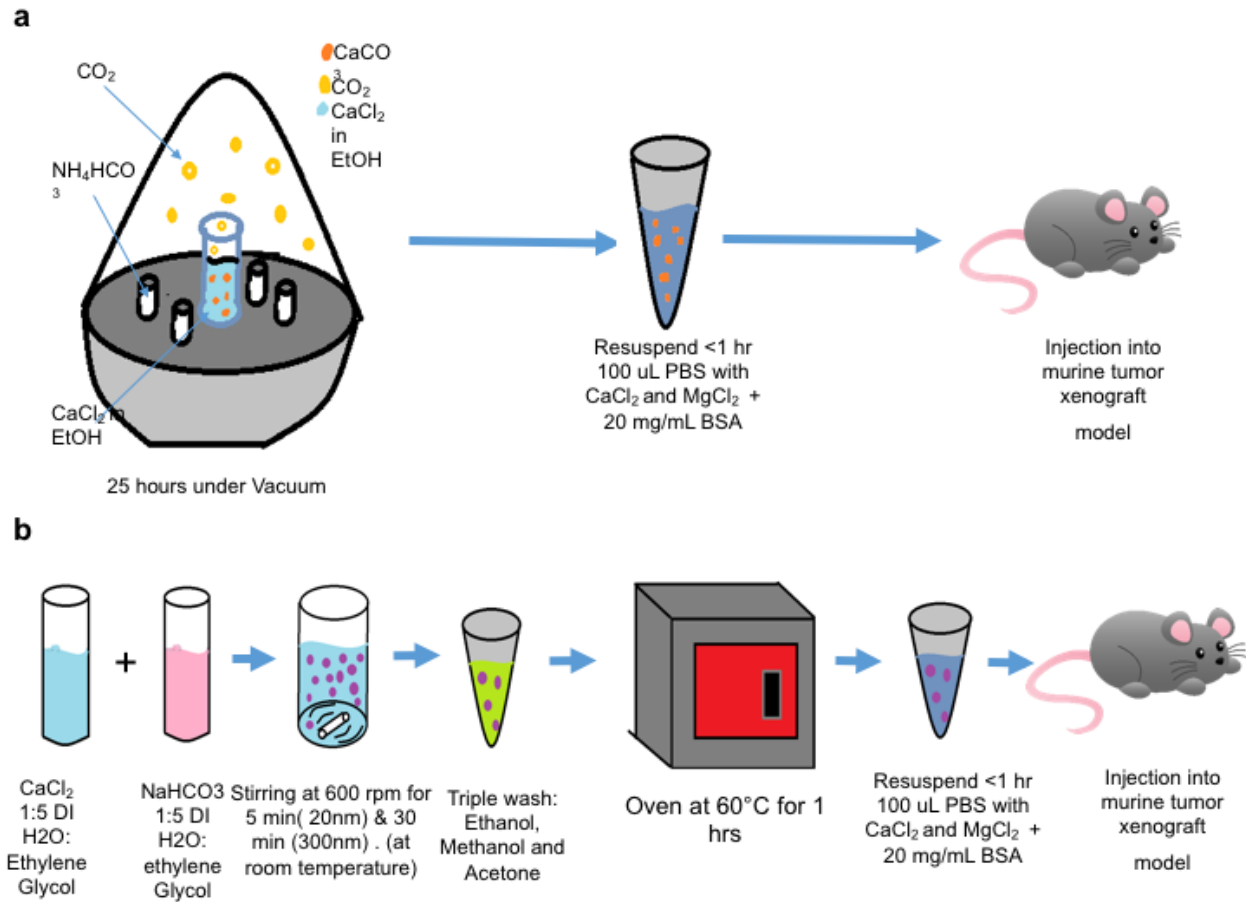 a
CaCO
3
CO₂
CaCl₂
in
EtOH
CO₂
NH₄HCO
3
CaCl₂ in
EtOH
25 hours under Vacuum
Resuspend <1 hr
100 uL PBS with
CaCl₂ and MgCl₂ +
20 mg/mL BSA
Injection into
murine tumor
xenograft
model
b
+
CaCl₂
1:5 DI
H2O:
Ethylene
Glycol
NaHCO3
1:5 DI
H2O:
ethylene
Glycol
Stirring at 600 rpm for
5 min( 20nm) & 30
min (300nm) . (at
room temperature)
Triple wash:
Ethanol,
Methanol and
Acetone
Oven at 60°C for 1
hrs
Resuspend <1 hr
100 uL PBS with
CaCl₂ and MgCl₂ +
20 mg/mL BSA
Injection into
murine tumor
xenograft
model